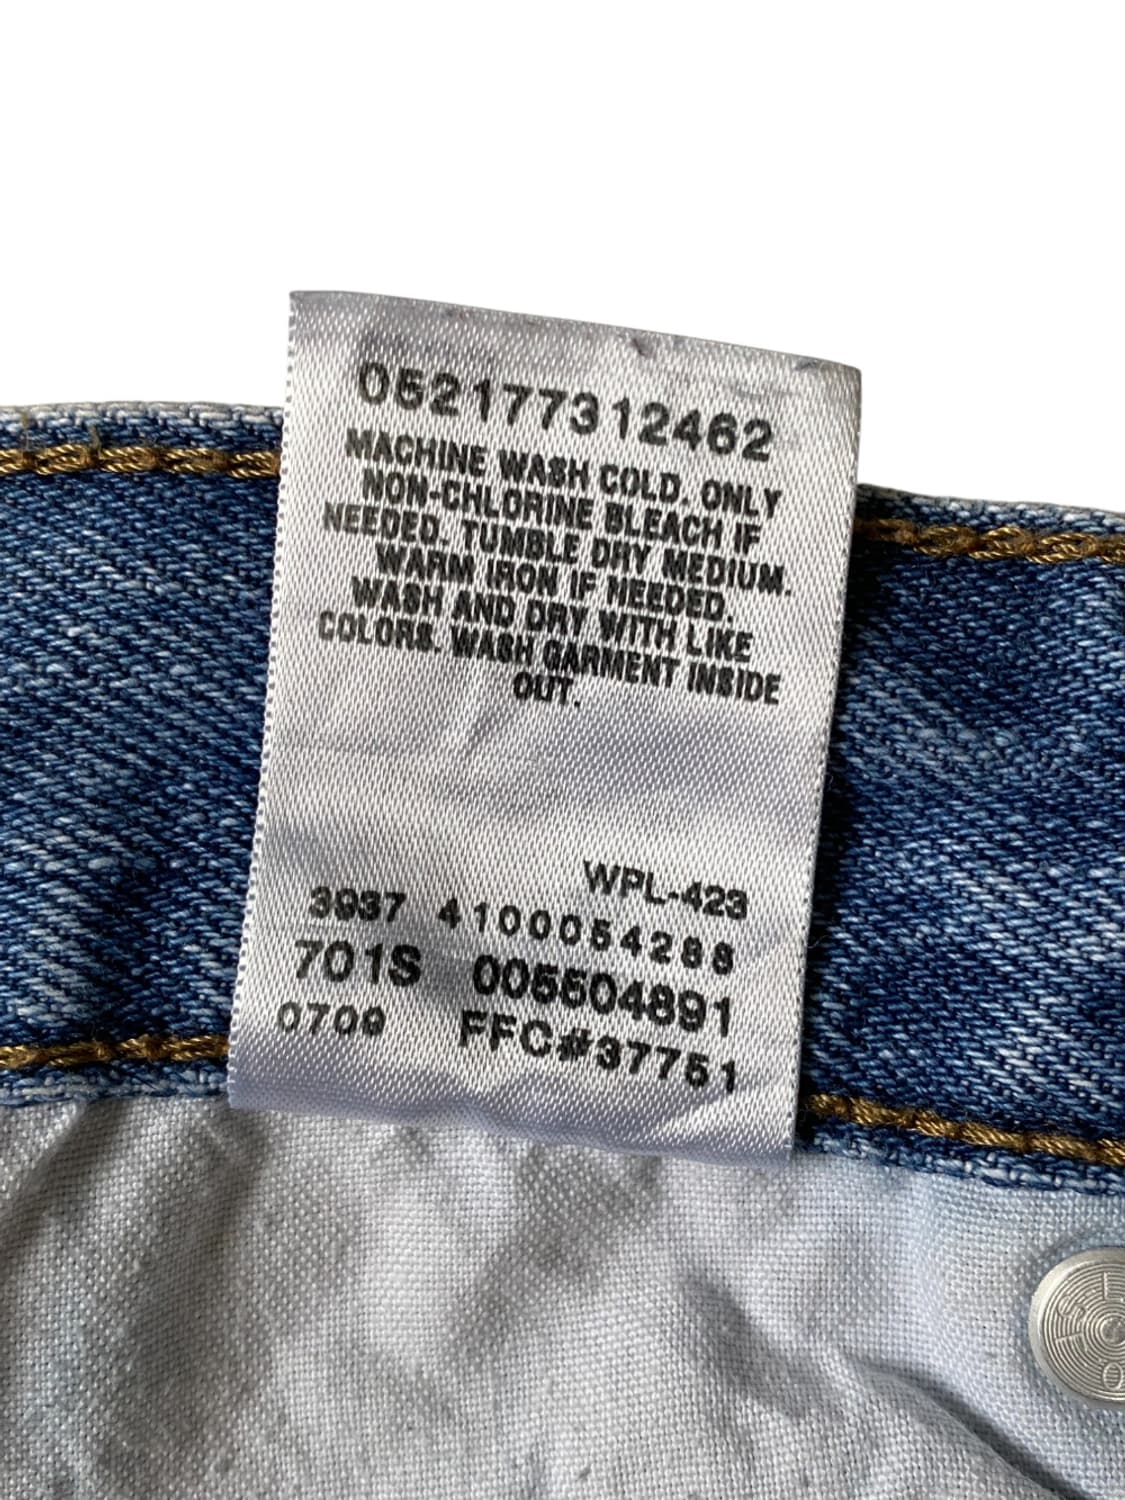 052177312462
MACHINE WASH COLD. ONLY
NON-CHLORINE BLEACH IF
NEEDED. TUMBLE DRY MEDIUM.
WARM IRON IF NEEDED.
WASH AND DRY WITH LIKE
COLORS. WASH GARMENT INSIDE
OUT.
WPL-423
3937 4100054288
701S 005504891
0709 FFC#37751